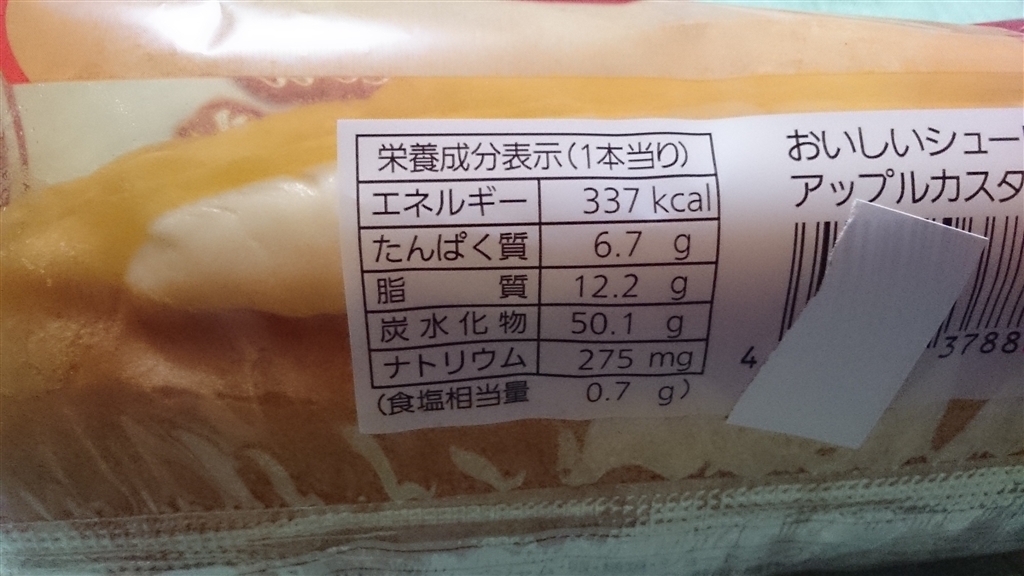 栄養成分表示(1本当り)
エネルギー 337 kcal
たんぱく質 6.7 g
脂質 12.2 g
炭水化物 50.1 g
ナトリウム 275 mg
(食塩相当量 0.7 g)
おいしいシュー
アップルカスタ
4 3788